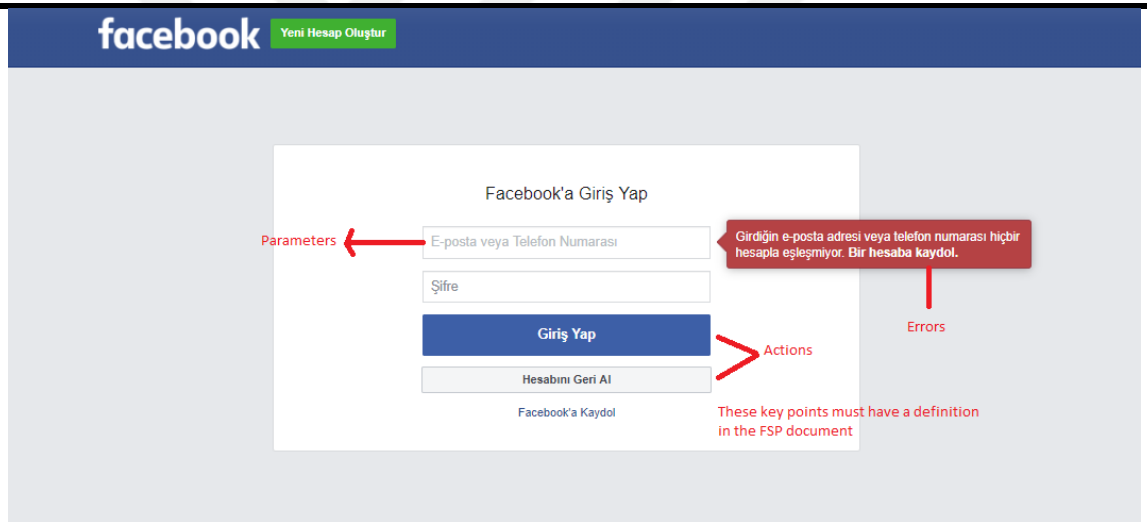 facebook Yeni Hesap Oluştur
Facebook'a Giriş Yap
Parameters
E-posta veya Telefon Numarası
Girdiğin e-posta adresi veya telefon numarası hiçbir
hesapla eşleşmiyor. Bir hesaba kaydol.
Şifre
Errors
Giriş Yap
Actions
Hesabını Geri Al
Facebook'a Kaydol
These key points must have a definition
in the FSP document